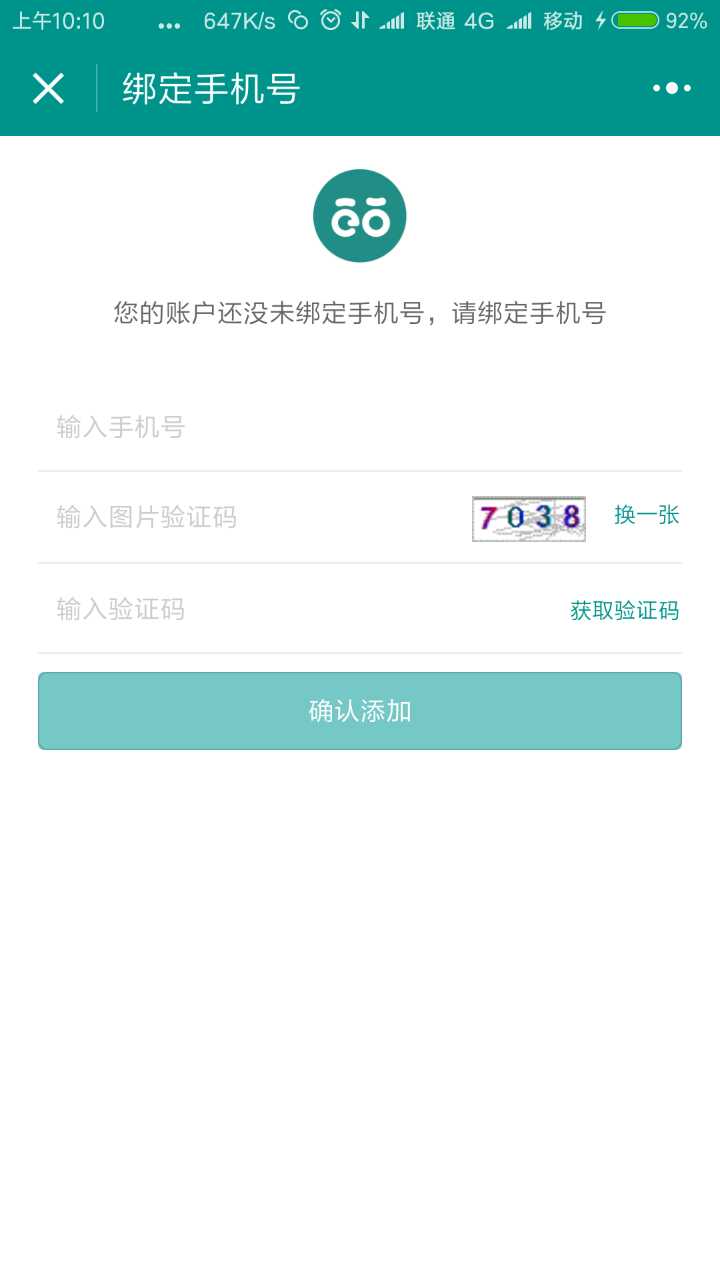 上午10:10 ... 647K/s 联通 4G 移动 92%
绑定手机号
您的账户还没未绑定手机号，请绑定手机号
输入手机号
输入图片验证码 7038 换一张
输入验证码 获取验证码
确认添加